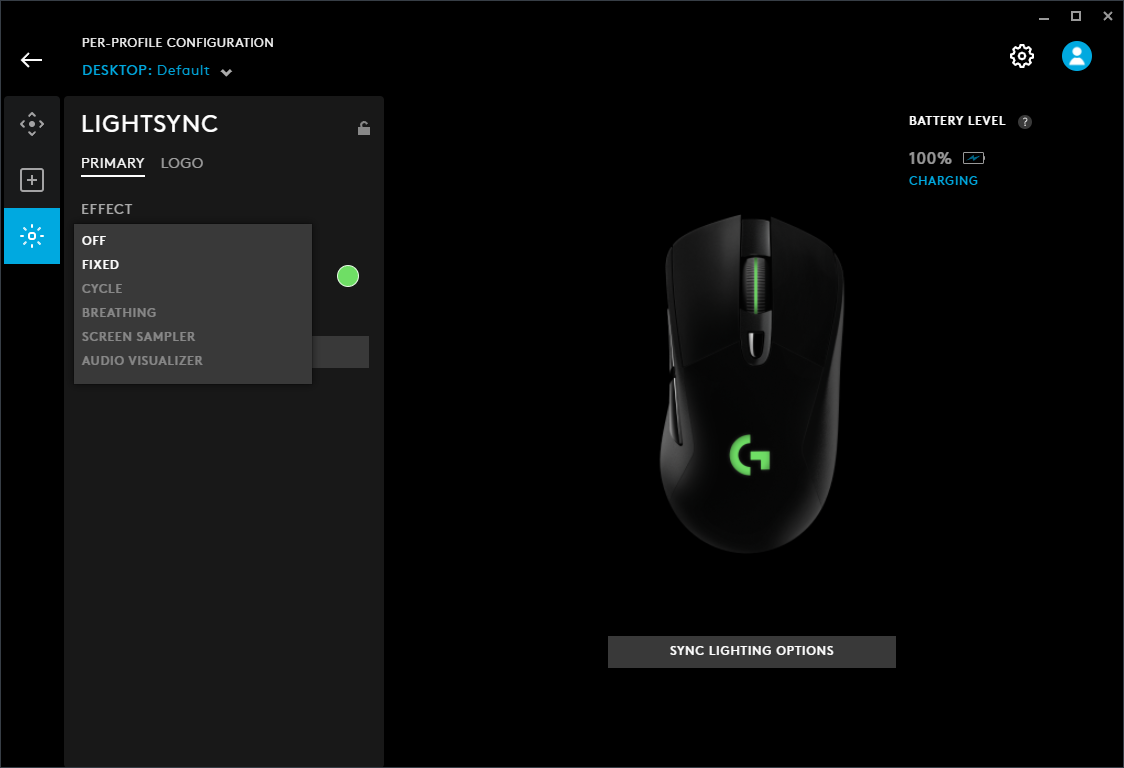 PER-PROFILE CONFIGURATION
DESKTOP: Default
LIGHTSYNC
PRIMARY LOGO
EFFECT
OFF
FIXED
CYCLE
BREATHING
SCREEN SAMPLER
AUDIO VISUALIZER
BATTERY LEVEL ?
100%
CHARGING
G
SYNC LIGHTING OPTIONS